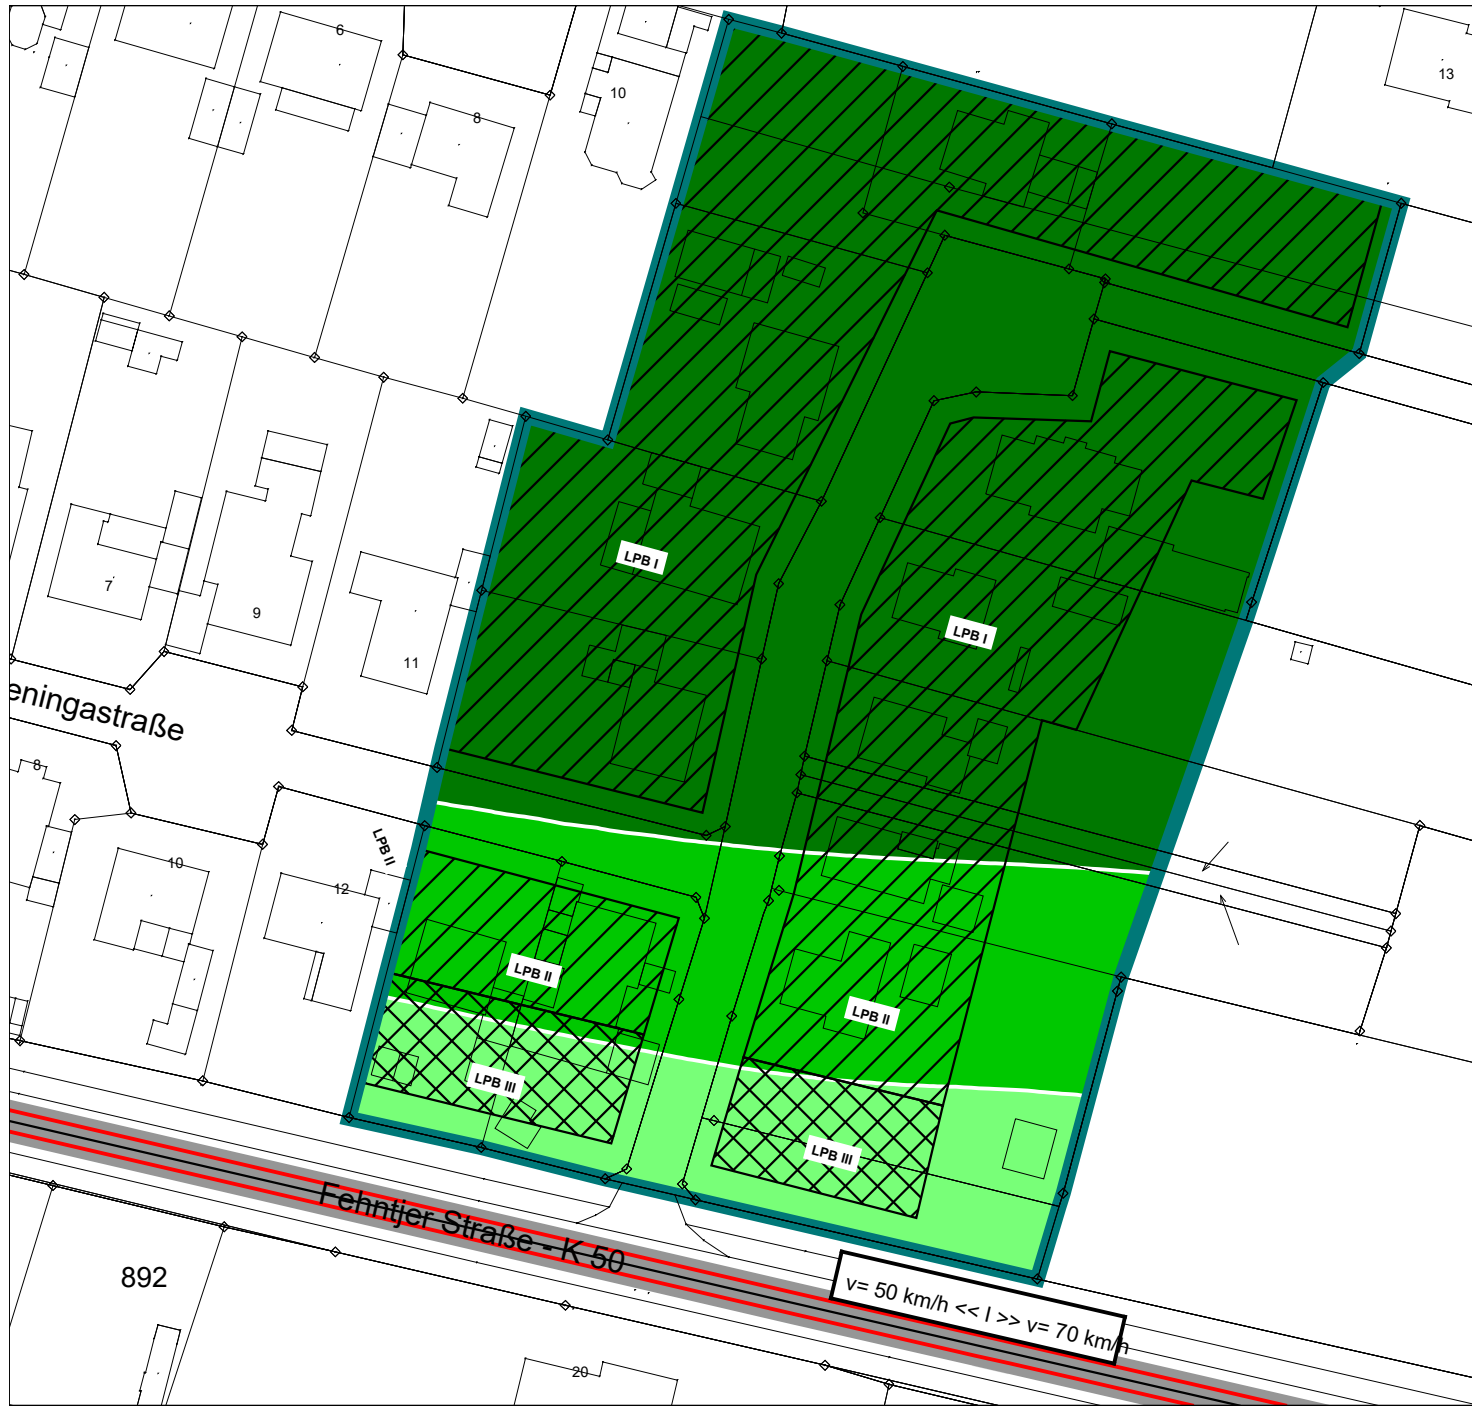 6
13
10
8
LPB I
7
9
LPB I
11
eningastraße
8
LPB II
10
12
LPB II
LPB II
LPB III
LPB III
Fehntjer Straße - K 50
892
v= 50 km/h << I >> v= 70 km/h
20